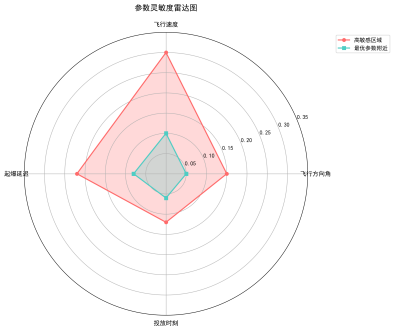 参数灵敏度雷达图
飞行速度
高敏感区域
最优参数附近
0.35
0.30
0.25
0.20
0.15
0.10
0.05
起爆延迟
飞行方向角
投放时刻